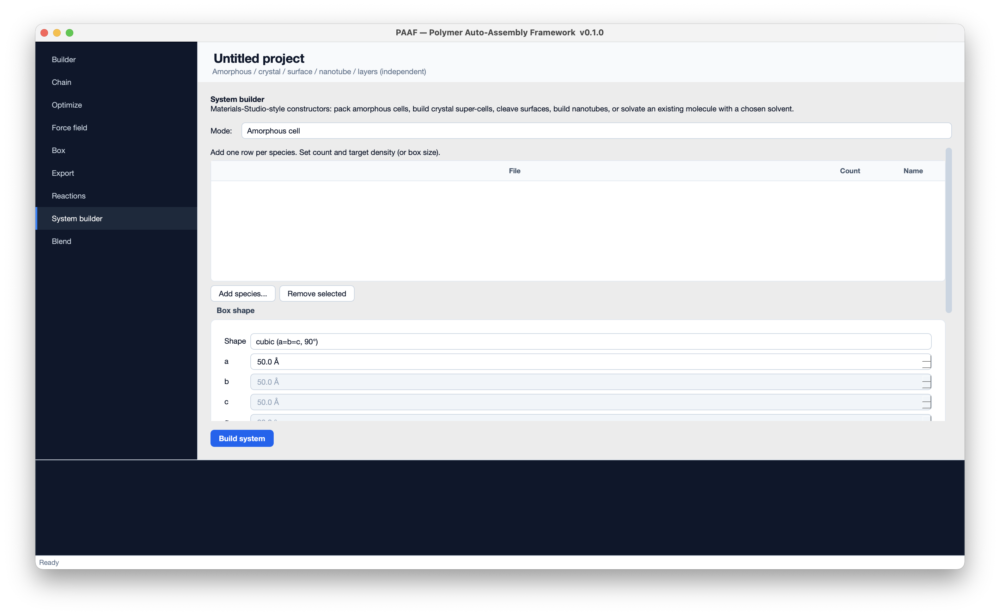 PAAF — Polymer Auto-Assembly Framework v0.1.0
Builder
Chain
Optimize
Force field
Box
Export
Reactions
System builder
Blend
Untitled project
Amorphous / crystal / surface / nanotube / layers (independent)
System builder
Materials-Studio-style constructors: pack amorphous cells, build crystal super-cells, cleave surfaces, build nanotubes, or solvate an existing molecule with a chosen solvent.
Mode: Amorphous cell
Add one row per species. Set count and target density (or box size).
File Count Name
Add species... Remove selected
Box shape
Shape cubic (a=b=c, 90°)
a 50.0 Å
b 50.0 Å
c 50.0 Å
Build system
Ready